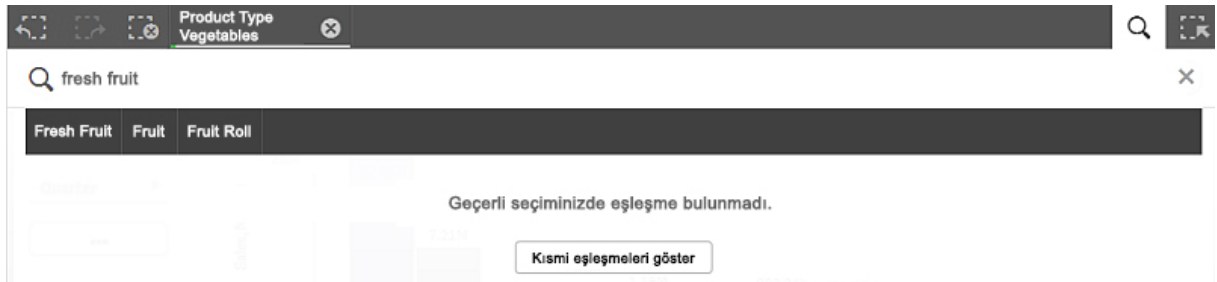 Product Type
Vegetables
fresh fruit
Fresh Fruit Fruit Fruit Roll
Geçerli seçiminizde eşleşme bulunmadı.
Kısmi eşleşmeleri göster